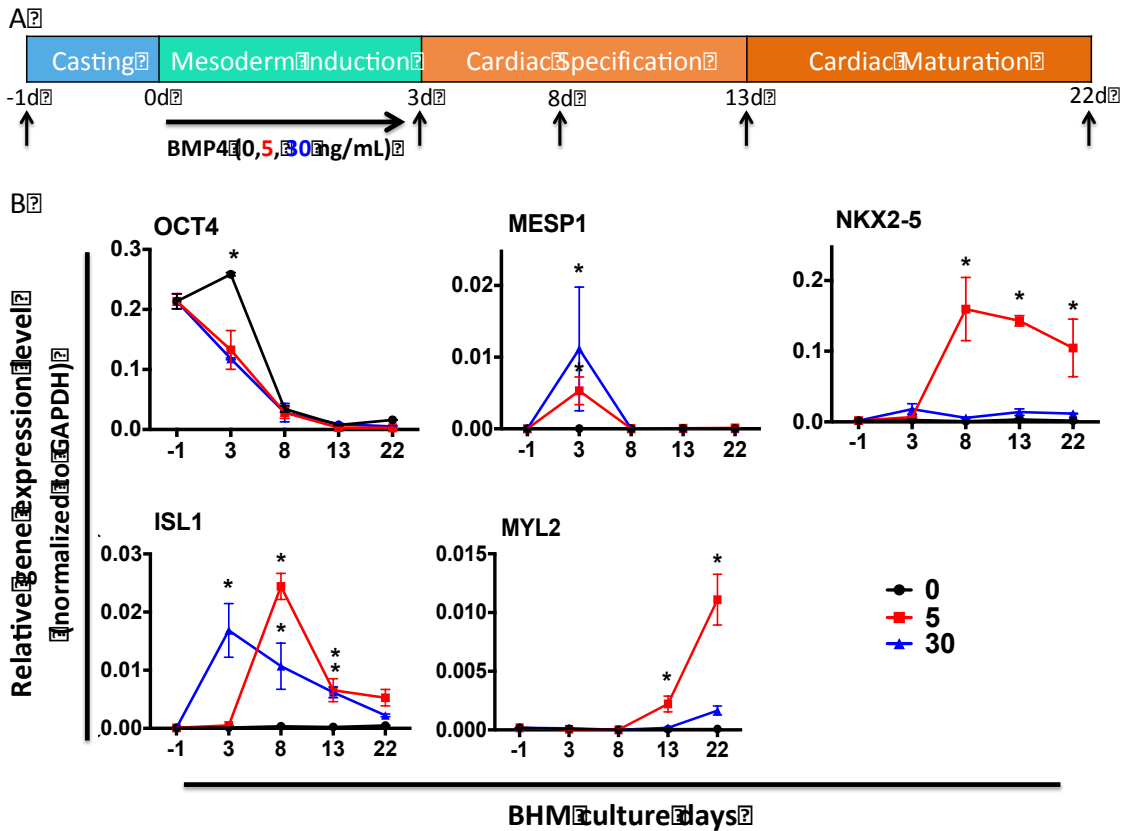 A
Casting Mesoderm Induction Cardiac Specification Cardiac Maturation
-1d 0d 3d 8d 13d 22d
BMP4 (0,5, 30 ng/mL)
B
OCT4
0.3
0.2
0.1
0.0
-1 3 8 13 22
*
MESP1
0.02
0.01
0.00
-1 3 8 13 22
*
*
NKX2-5
0.2
0.1
0.0
-1 3 8 13 22
* * *
ISL1
0.03
0.02
0.01
0.00
-1 3 8 13 22
* * * * *
MYL2
0.015
0.010
0.005
0.000
-1 3 8 13 22
* *
0
5
30
Relative gene expression level
(normalized to GAPDH)
BHM culture days